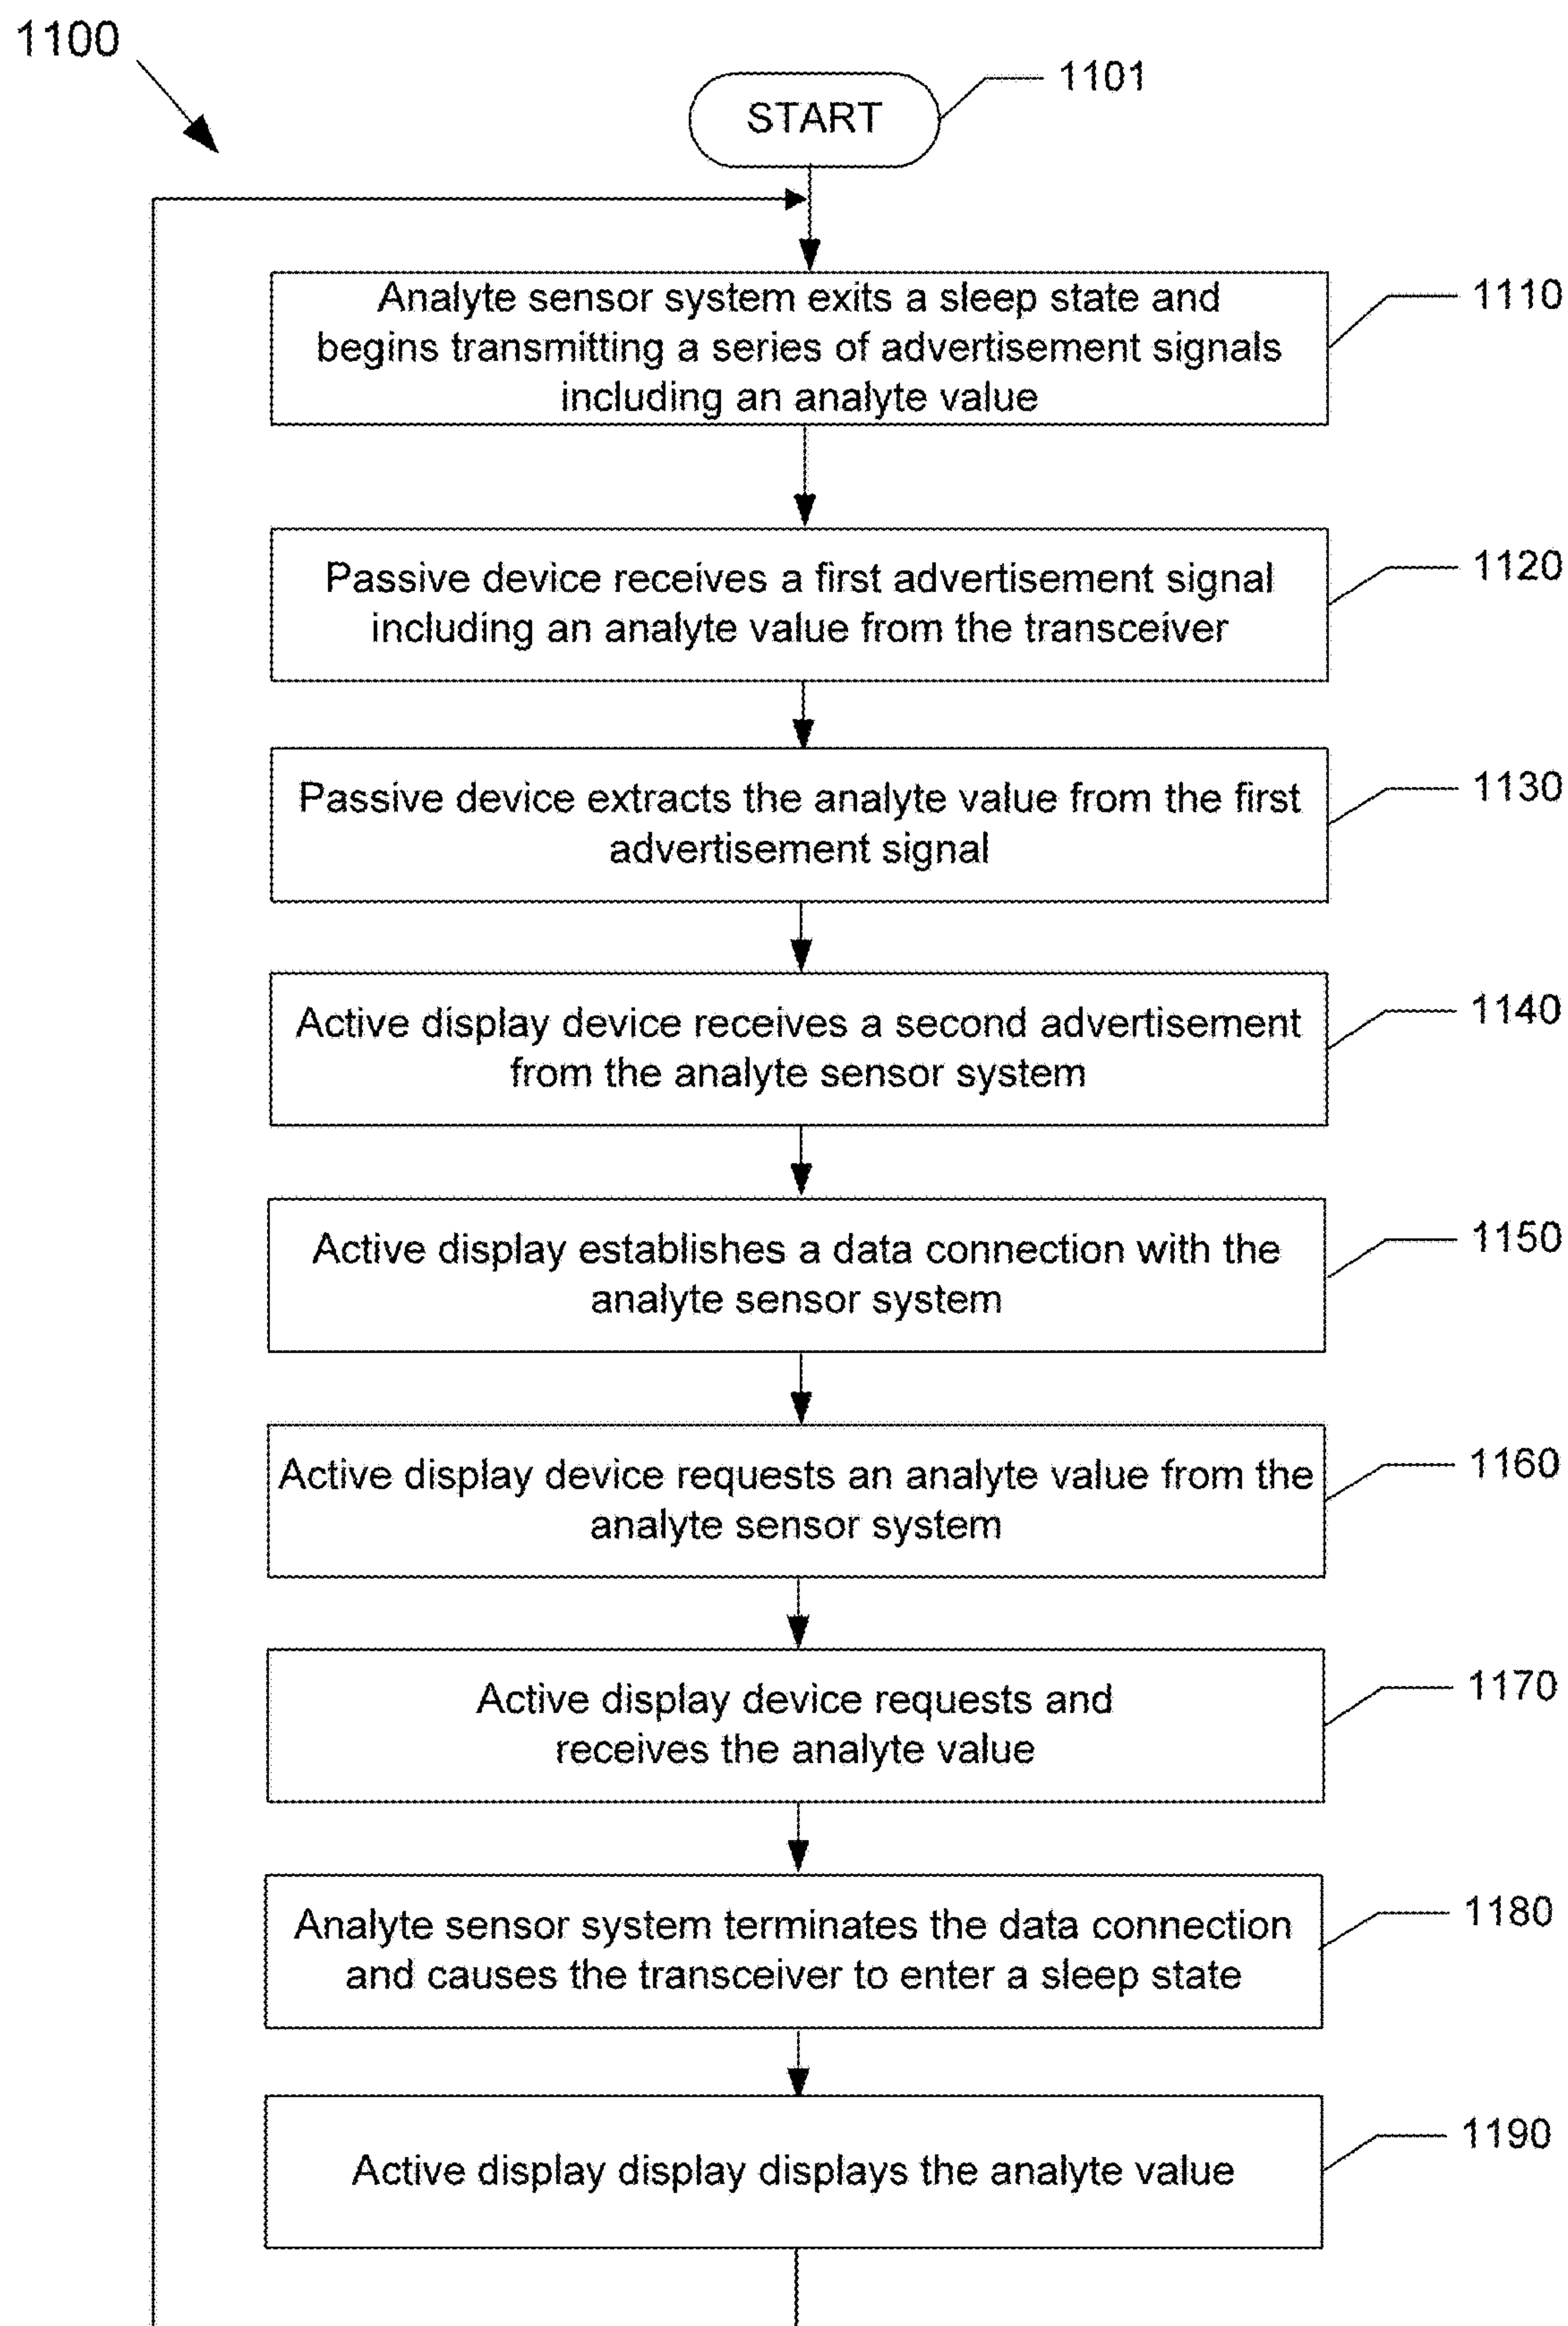 1100
START
1101
Analyte sensor system exits a sleep state and
begins transmitting a series of advertisement signals
including an analyte value
1110
Passive device receives a first advertisement signal
including an analyte value from the transceiver
1120
Passive device extracts the analyte value from the first
advertisement signal
1130
Active display device receives a second advertisement
from the analyte sensor system
1140
Active display establishes a data connection with the
analyte sensor system
1150
Active display device requests an analyte value from the
analyte sensor system
1160
Active display device requests and
receives the analyte value
1170
Analyte sensor system terminates the data connection
and causes the transceiver to enter a sleep state
1180
Active display display displays the analyte value
1190